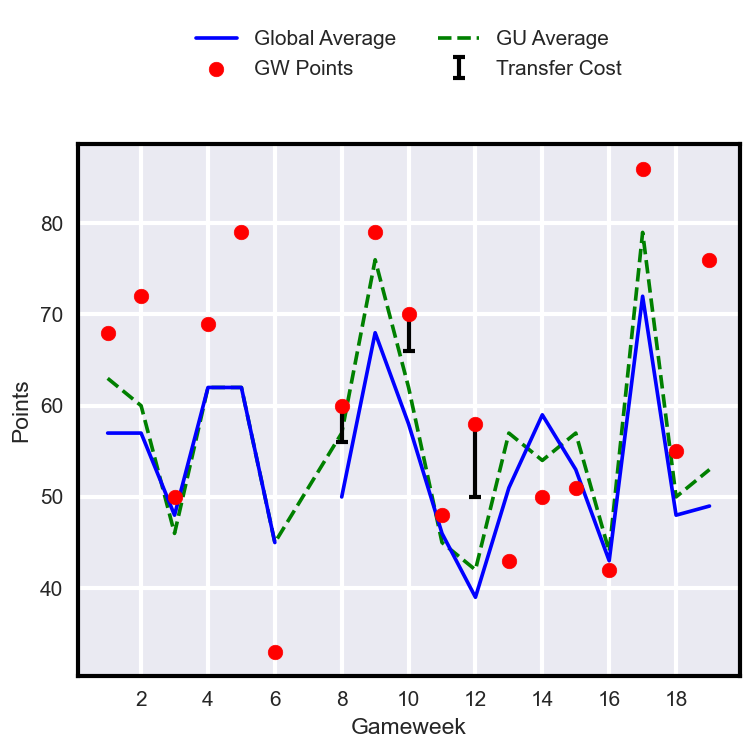 Global Average GU Average
GW Points Transfer Cost
80
70
60
50
40
Points
2 4 6 8 10 12 14 16 18
Gameweek